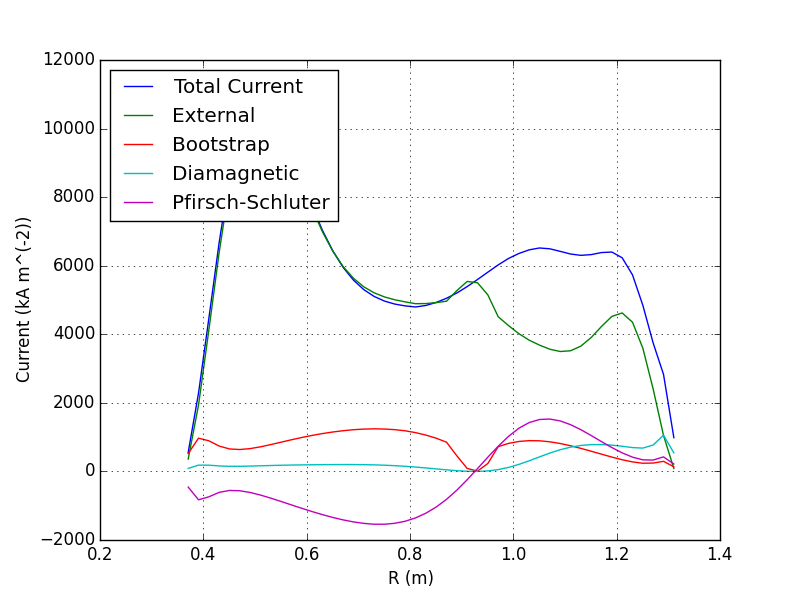 12000
10000
8000
6000
4000
2000
0
−2000
0.2 0.4 0.6 0.8 1.0 1.2 1.4
R (m)
Current (kA m^(-2))
Total Current
External
Bootstrap
Diamagnetic
Pfirsch-Schluter